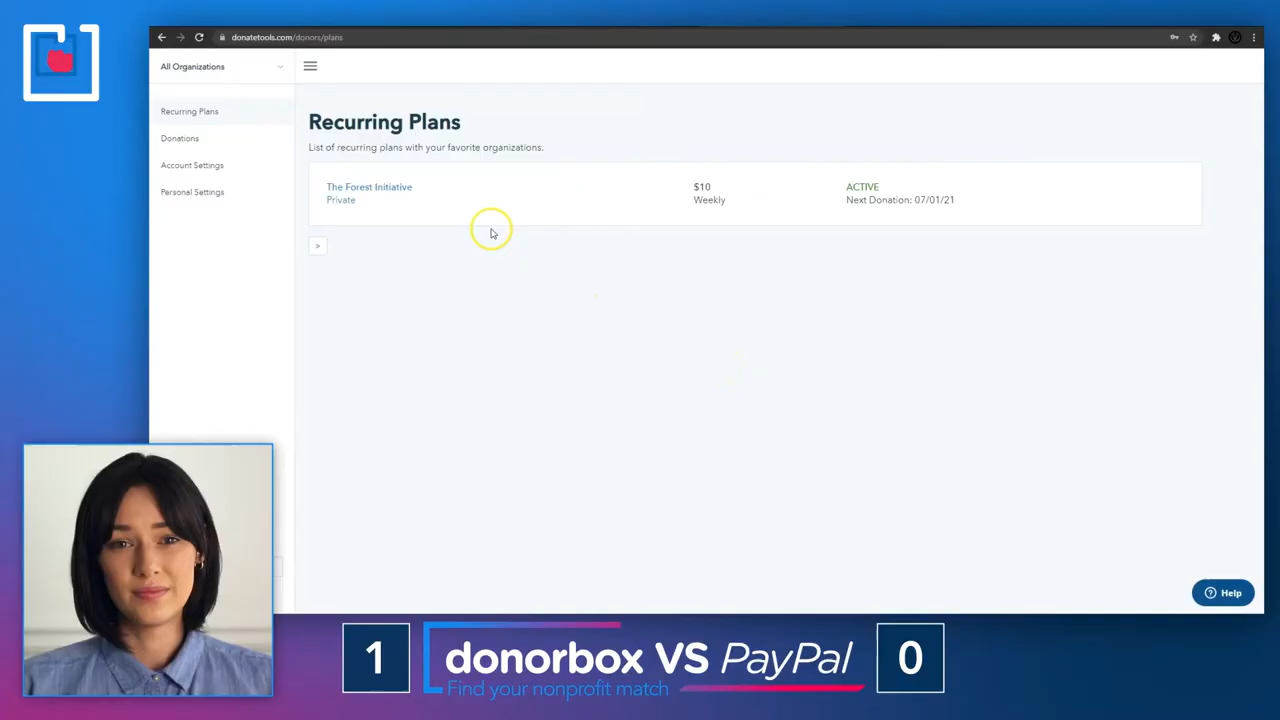 donatetools.com/donors/plans
All Organizations
Recurring Plans
Donations
Account Settings
Personal Settings
Recurring Plans
List of recurring plans with your favorite organizations.
The Forest Initiative
Private
$10
Weekly
ACTIVE
Next Donation: 07/01/21
>
Help
1
donorbox VS PayPal
Find your nonprofit match
0